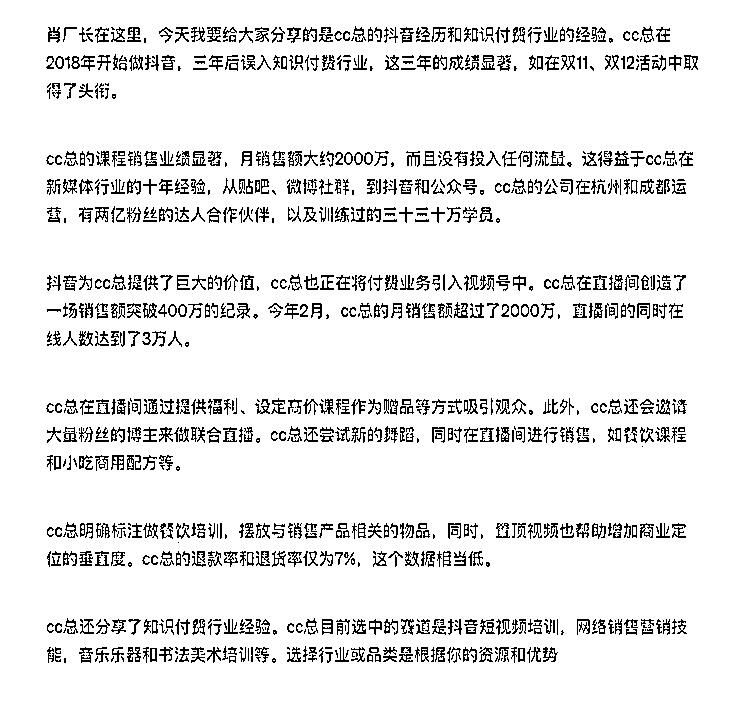 肖厂长在这里，今天我要给大家分享的是cc总的抖音经历和知识付费行业的经验。cc总在
2018年开始做抖音，三年后误入知识付费行业，这三年的成绩显著，如在双11、双12活动中取
得了头衔。
cc总的课程销售业绩显著，月销售额大约2000万，而且没有投入任何流量。这得益于cc总在
新媒体行业的十年经验，从贴吧、微博社群，到抖音和公众号。cc总的公司在杭州和成都运
营，有两亿粉丝的达人合作伙伴，以及训练过的三十三十万学员。
抖音为cc总提供了巨大的价值，cc总也正在将付费业务引入视频号中。cc总在直播间创造了
一场销售额突破400万的纪录。今年2月，cc总的月销售额超过了2000万，直播间的同时在
线人数达到了3万人。
cc总在直播间通过提供福利、设定高价课程作为赠品等方式吸引观众。此外，cc总还会邀请
大量粉丝的博主来做联合直播。cc总还尝试新的舞蹈，同时在直播间进行销售，如餐饮课程
和小吃商用配方等。
cc总明确标注做餐饮培训，摆放与销售产品相关的物品，同时，置顶视频也帮助增加商业定
位的垂直度。cc总的退款率和退货率仅为7%，这个数据相当低。
cc总还分享了知识付费行业经验。cc总目前选中的赛道是抖音短视频培训，网络销售营销技
能，音乐乐器和书法美术培训等。选择行业或品类是根据你的资源和优势